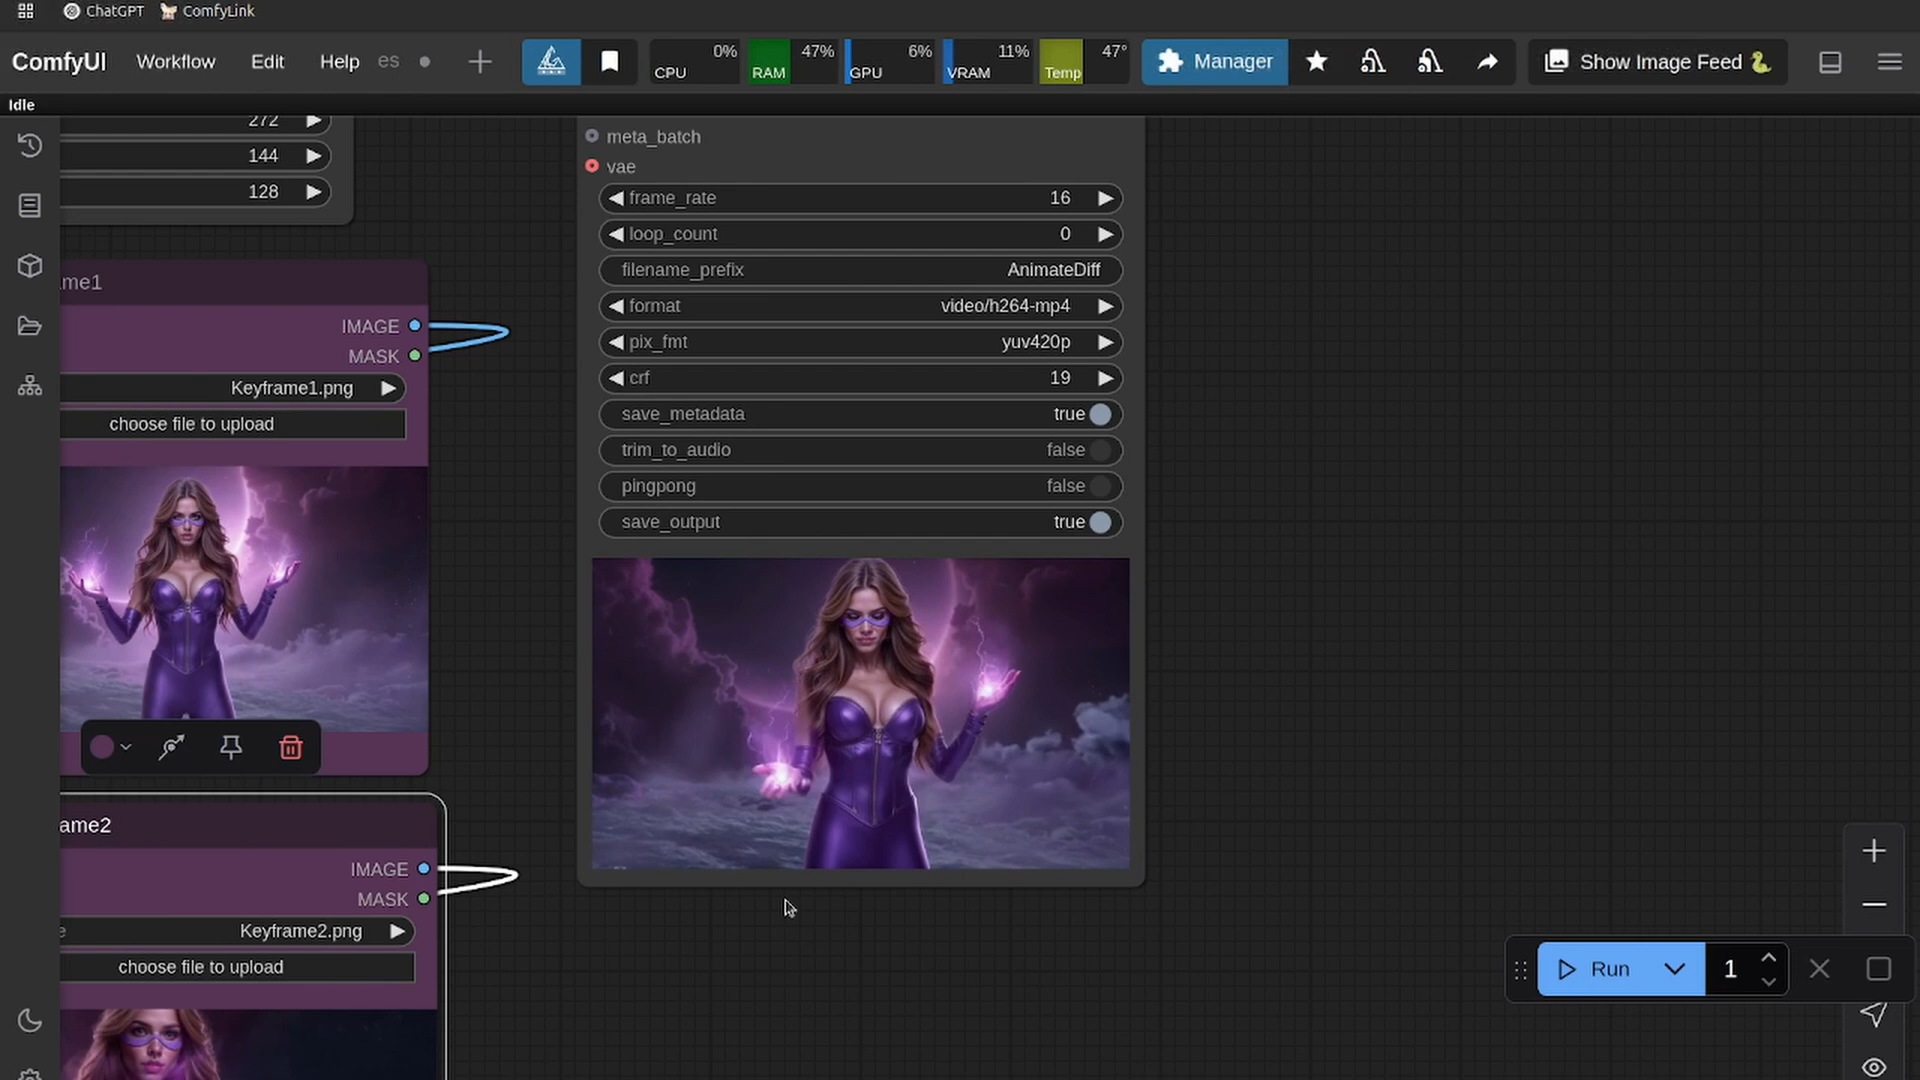 ChatGPT ComfyLink
ComfyUI Workflow Edit Help es CPU 0% RAM 47% GPU 6% VRAM 11% Temp 47° Manager Show Image Feed
Idle
272
144
128
meta_batch
vae
frame_rate 16
loop_count 0
filename_prefix AnimateDiff
format video/h264-mp4
pix_fmt yuv420p
crf 19
save_metadata true
trim_to_audio false
pingpong false
save_output true
ame1
IMAGE
MASK
Keyframe1.png
choose file to upload
ame2
IMAGE
MASK
e Keyframe2.png
choose file to upload
Run 1